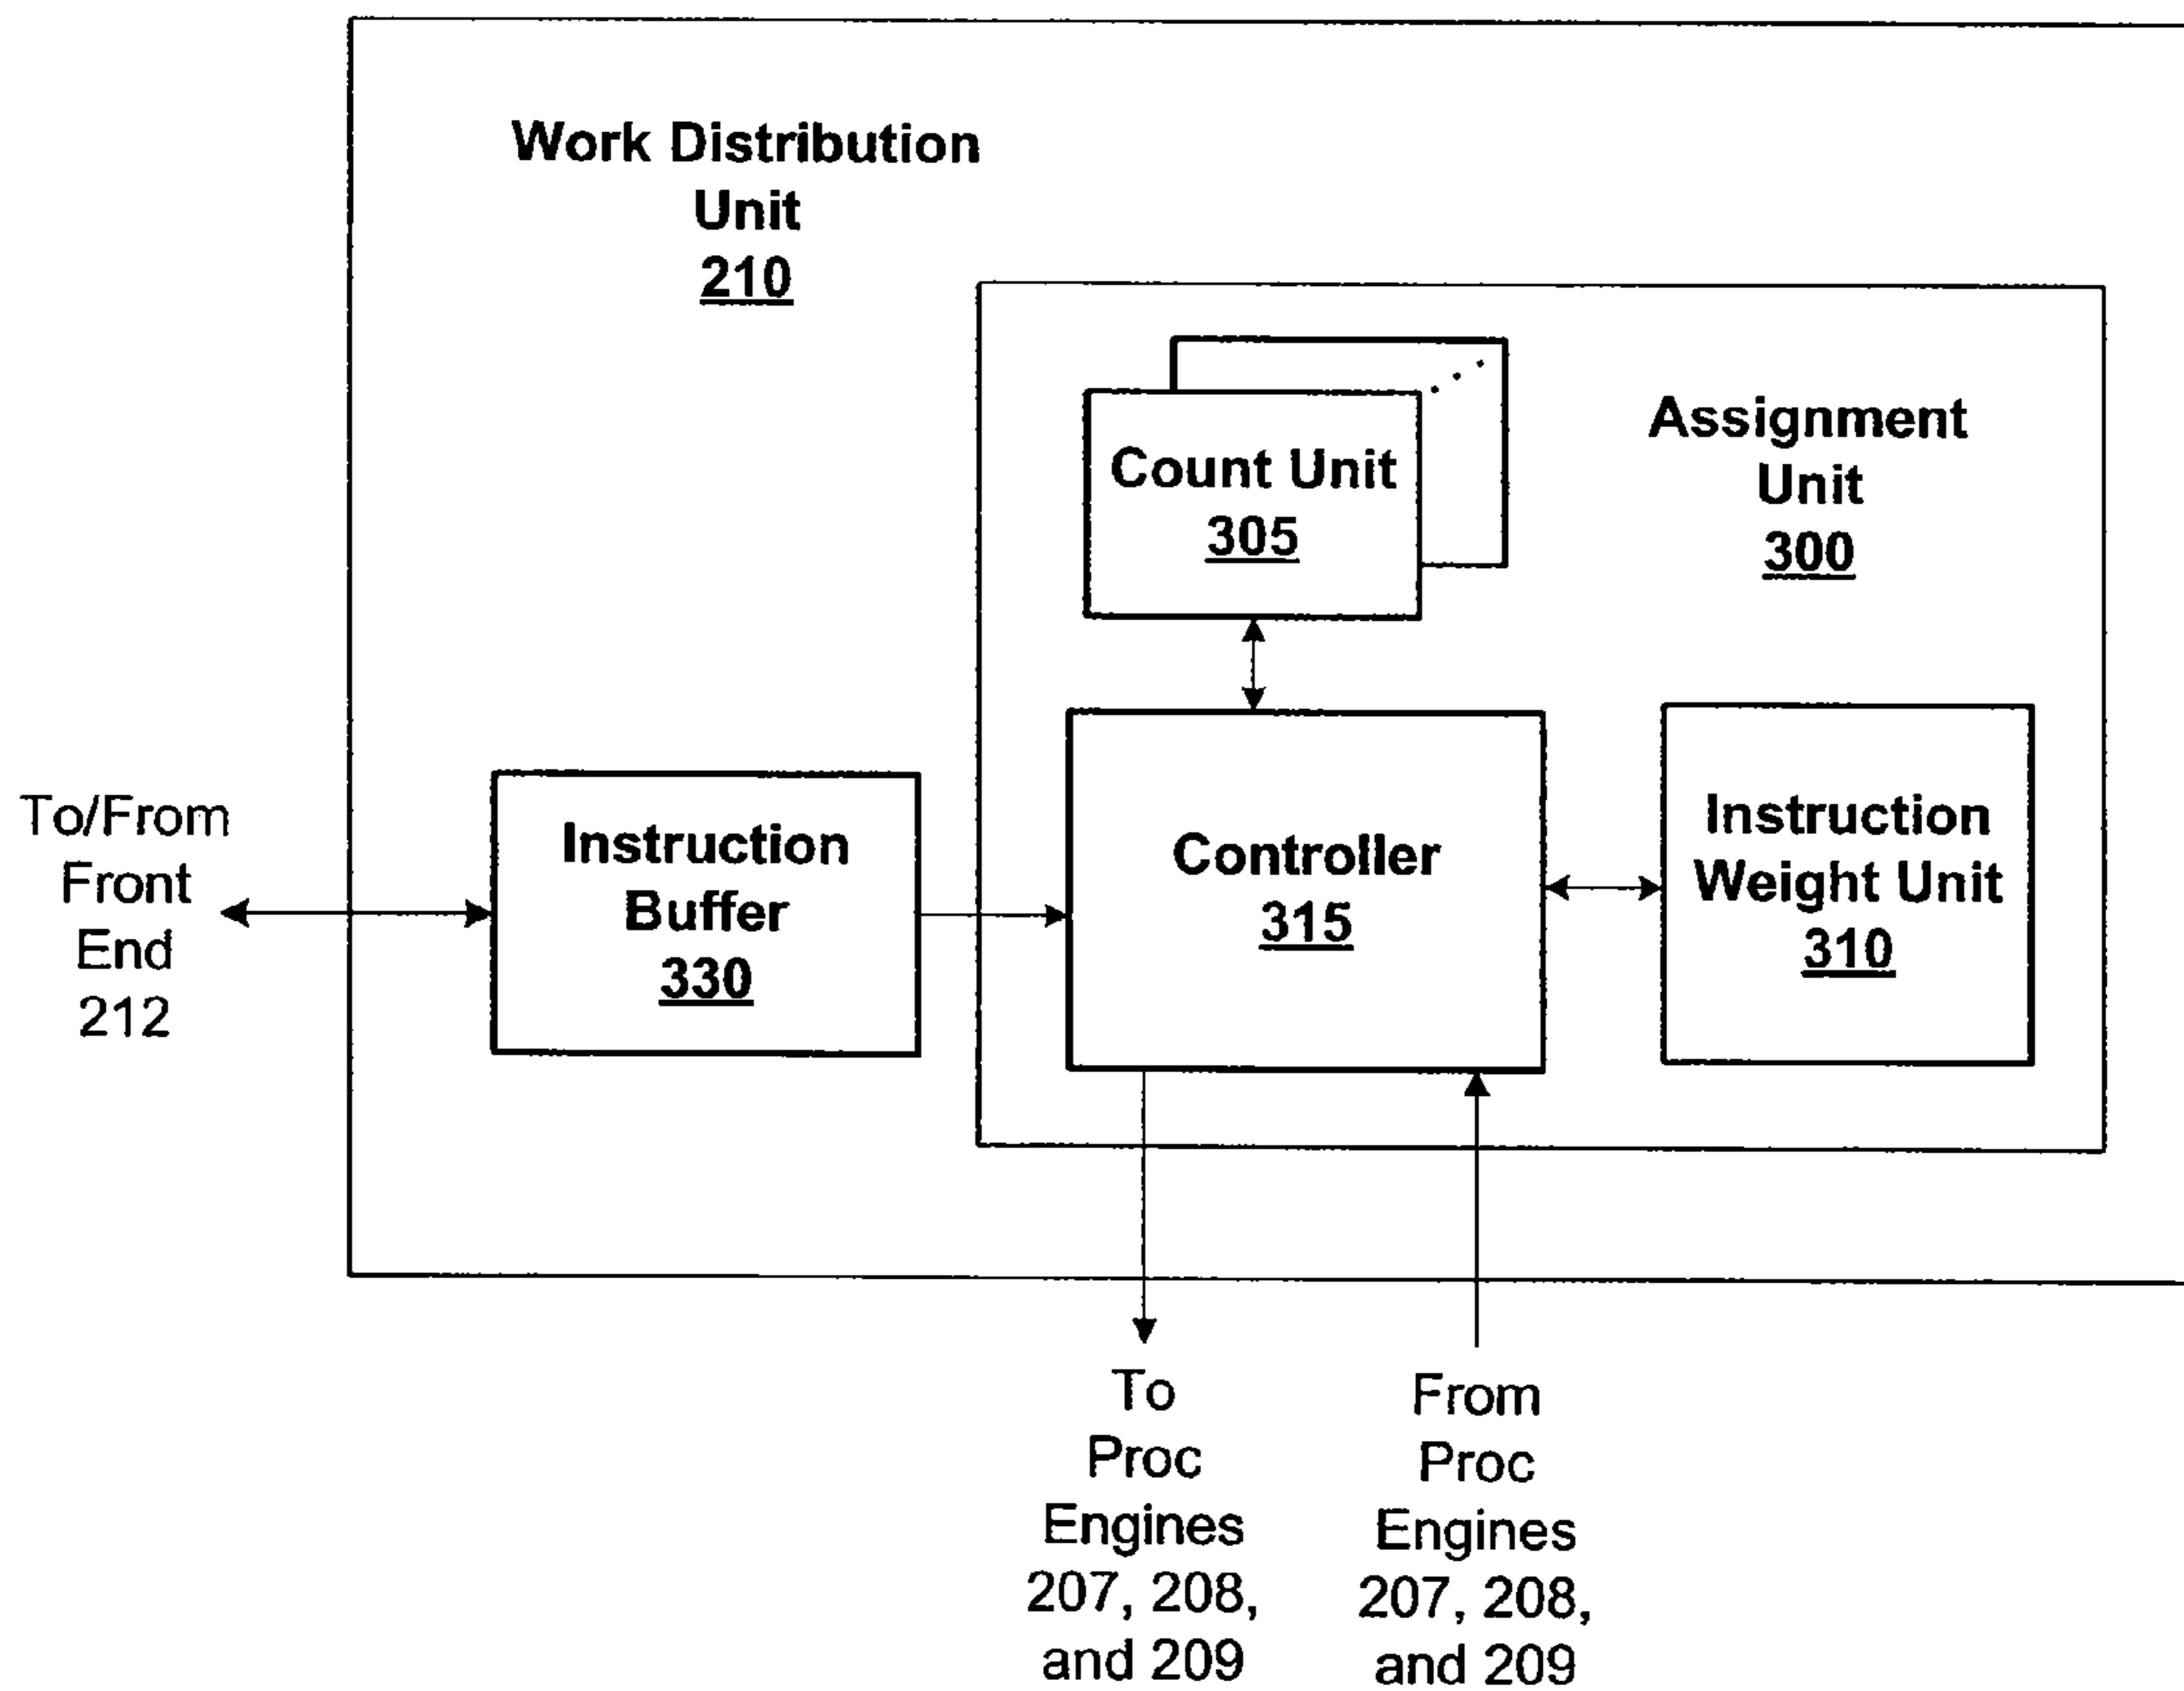 Work Distribution
Unit
210
Assignment
Unit
300
Count Unit
305
To/From
Front
End
212
Instruction
Buffer
330
Controller
315
Instruction
Weight Unit
310
To
Proc
Engines
207, 208,
and 209
From
Proc
Engines
207, 208,
and 209